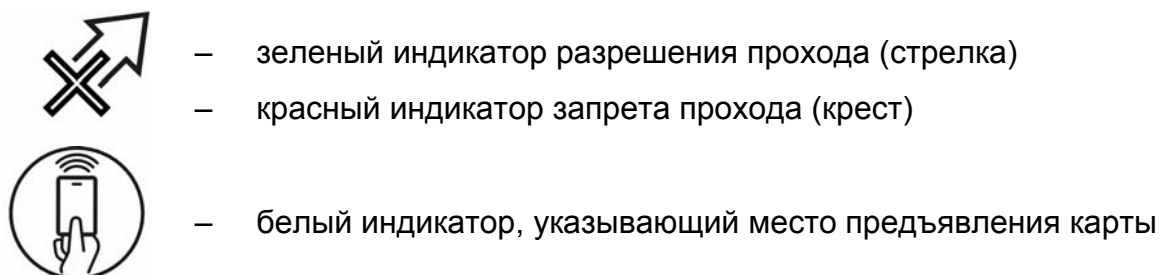 – зеленый индикатор разрешения прохода (стрелка)
– красный индикатор запрета прохода (крест)
– белый индикатор, указывающий место предъявления карты